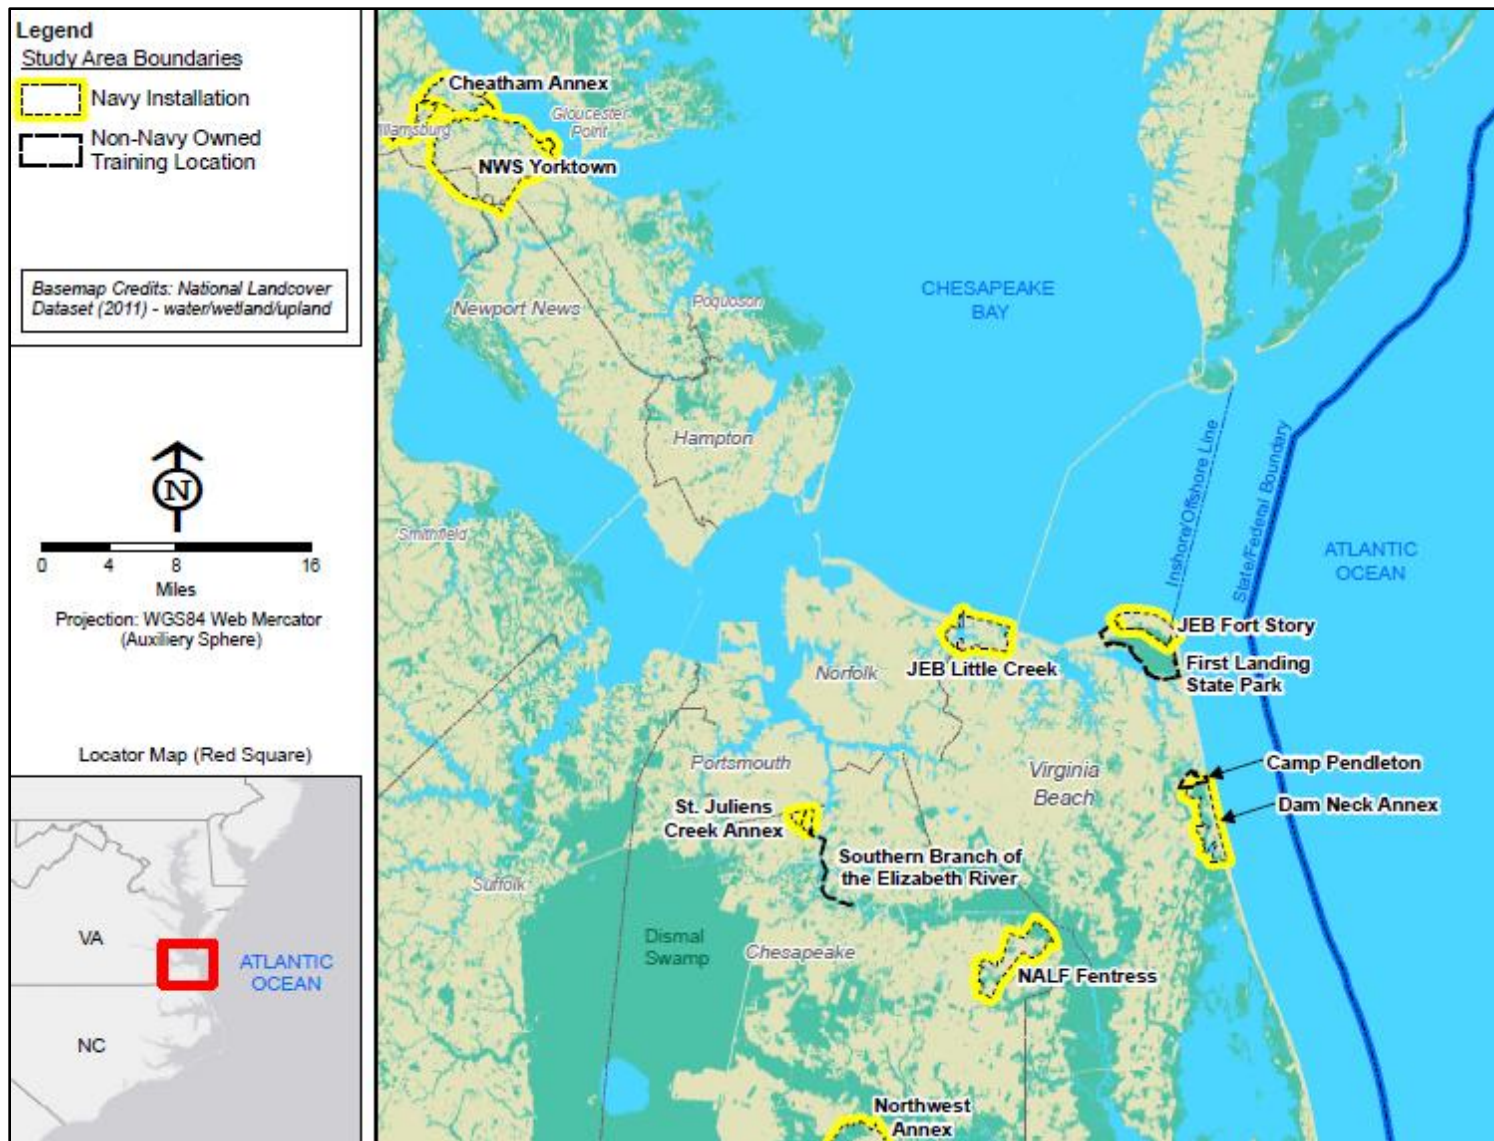 Legend
Study Area Boundaries
Navy Installation
Non-Navy Owned
Training Location
Basemap Credits: National Landcover
Dataset (2011) - water/wetland/upland
N
0 4 8 16
Miles
Projection: WGS84 Web Mercator
(Auxiliery Sphere)
Locator Map (Red Square)
VA
ATLANTIC
OCEAN
NC
Cheatham Annex
Gloucester
Point
illiamsburg
NWS Yorktown
CHESAPEAKE
BAY
Newport News
Poquoson
Hampton
Smithfield
Inshore/Offshore Line
State/Federal Boundary
ATLANTIC
OCEAN
JEB Fort Story
JEB Little Creek
First Landing
State Park
Norfolk
Portsmouth
Virginia
Beach
Camp Pendleton
Dam Neck Annex
St. Juliens
Creek Annex
Southern Branch of
the Elizabeth River
Suffolk
Dismal
Swamp
Chesapeake
NALF Fentress
Northwest
Annex